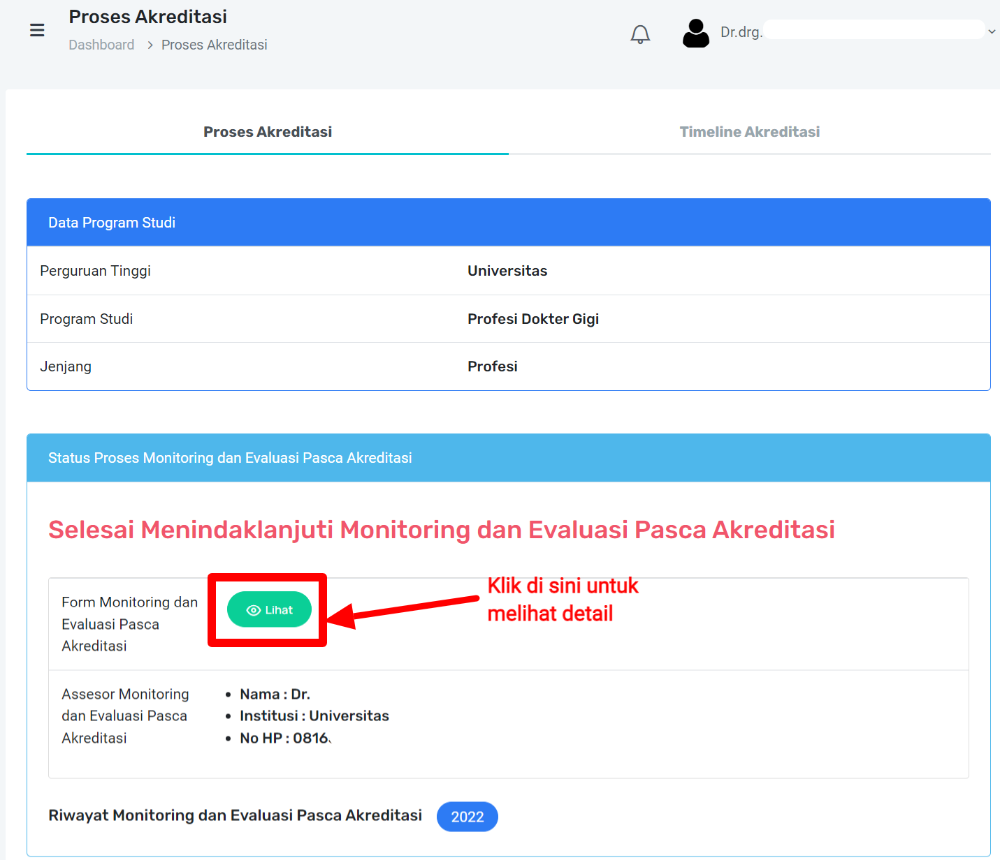 Proses Akreditasi
Dashboard > Proses Akreditasi
Dr.drg.
Proses Akreditasi
Timeline Akreditasi
Data Program Studi
Perguruan Tinggi
Universitas
Program Studi
Profesi Dokter Gigi
Jenjang
Profesi
Status Proses Monitoring dan Evaluasi Pasca Akreditasi
Selesai Menindaklanjuti Monitoring dan Evaluasi Pasca Akreditasi
Form Monitoring dan
Evaluasi Pasca
Akreditasi
Lihat
Klik di sini untuk
melihat detail
Assesor Monitoring
dan Evaluasi Pasca
Akreditasi
• Nama : Dr.
• Institusi : Universitas
• No HP : 0816
Riwayat Monitoring dan Evaluasi Pasca Akreditasi
2022